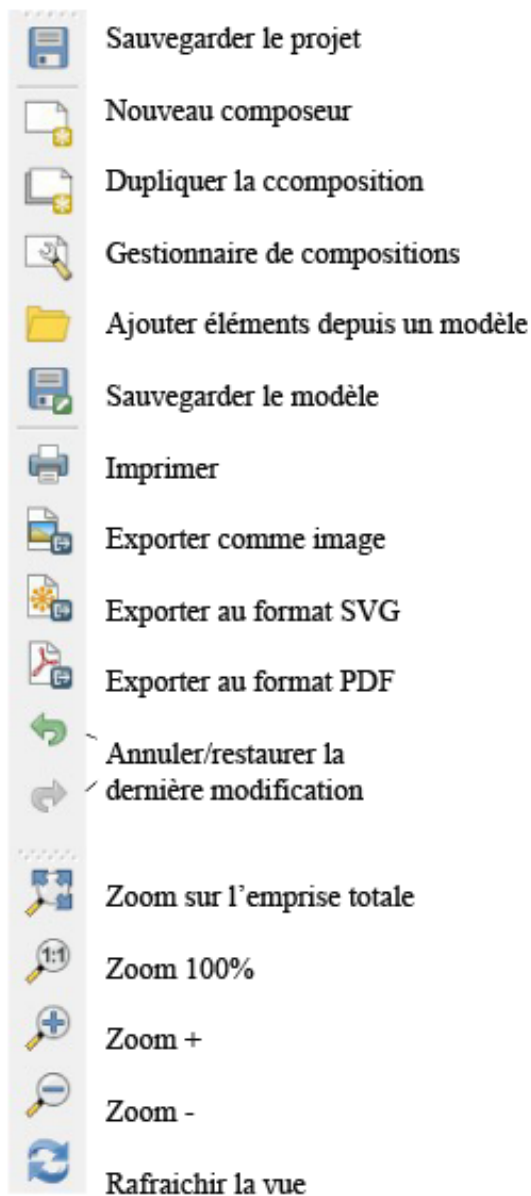 Sauvegarder le projet
Nouveau composeur
Dupliquer la ccomposition
Gestionnaire de compositions
Ajouter éléments depuis un modèle
Sauvegarder le modèle
Imprimer
Exporter comme image
Exporter au format SVG
Exporter au format PDF
Annuler/restaurer la
dernière modification
Zoom sur l’emprise totale
1:1
Zoom 100%
Zoom +
Zoom -
Rafraichir la vue